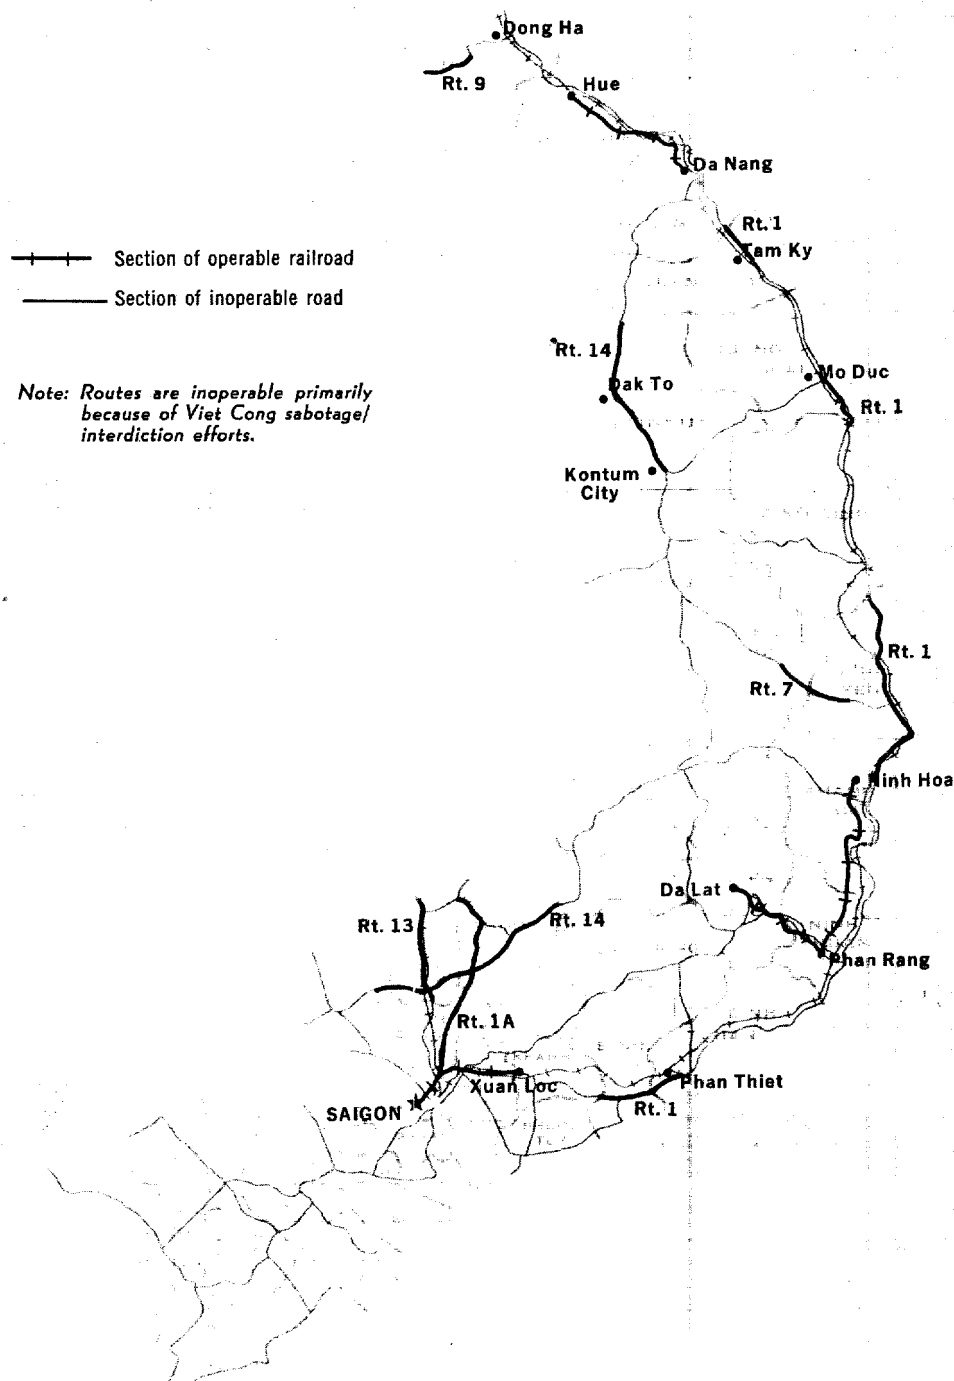 Dong Ha
Rt. 9
Hue
Da Nang
Rt. 1
Tam Ky
Section of operable railroad
Section of inoperable road
Rt. 14
Dak To
Mo Duc
Rt. 1
Note: Routes are inoperable primarily
because of Viet Cong sabotage/
interdiction efforts.
Kontum
City
Rt. 1
Rt. 7
Ninh Hoa
Da Lat
Rt. 13
Rt. 14
Phan Rang
Rt. 1A
Xuan Loc
Phan Thiet
SAIGON
Rt. 1